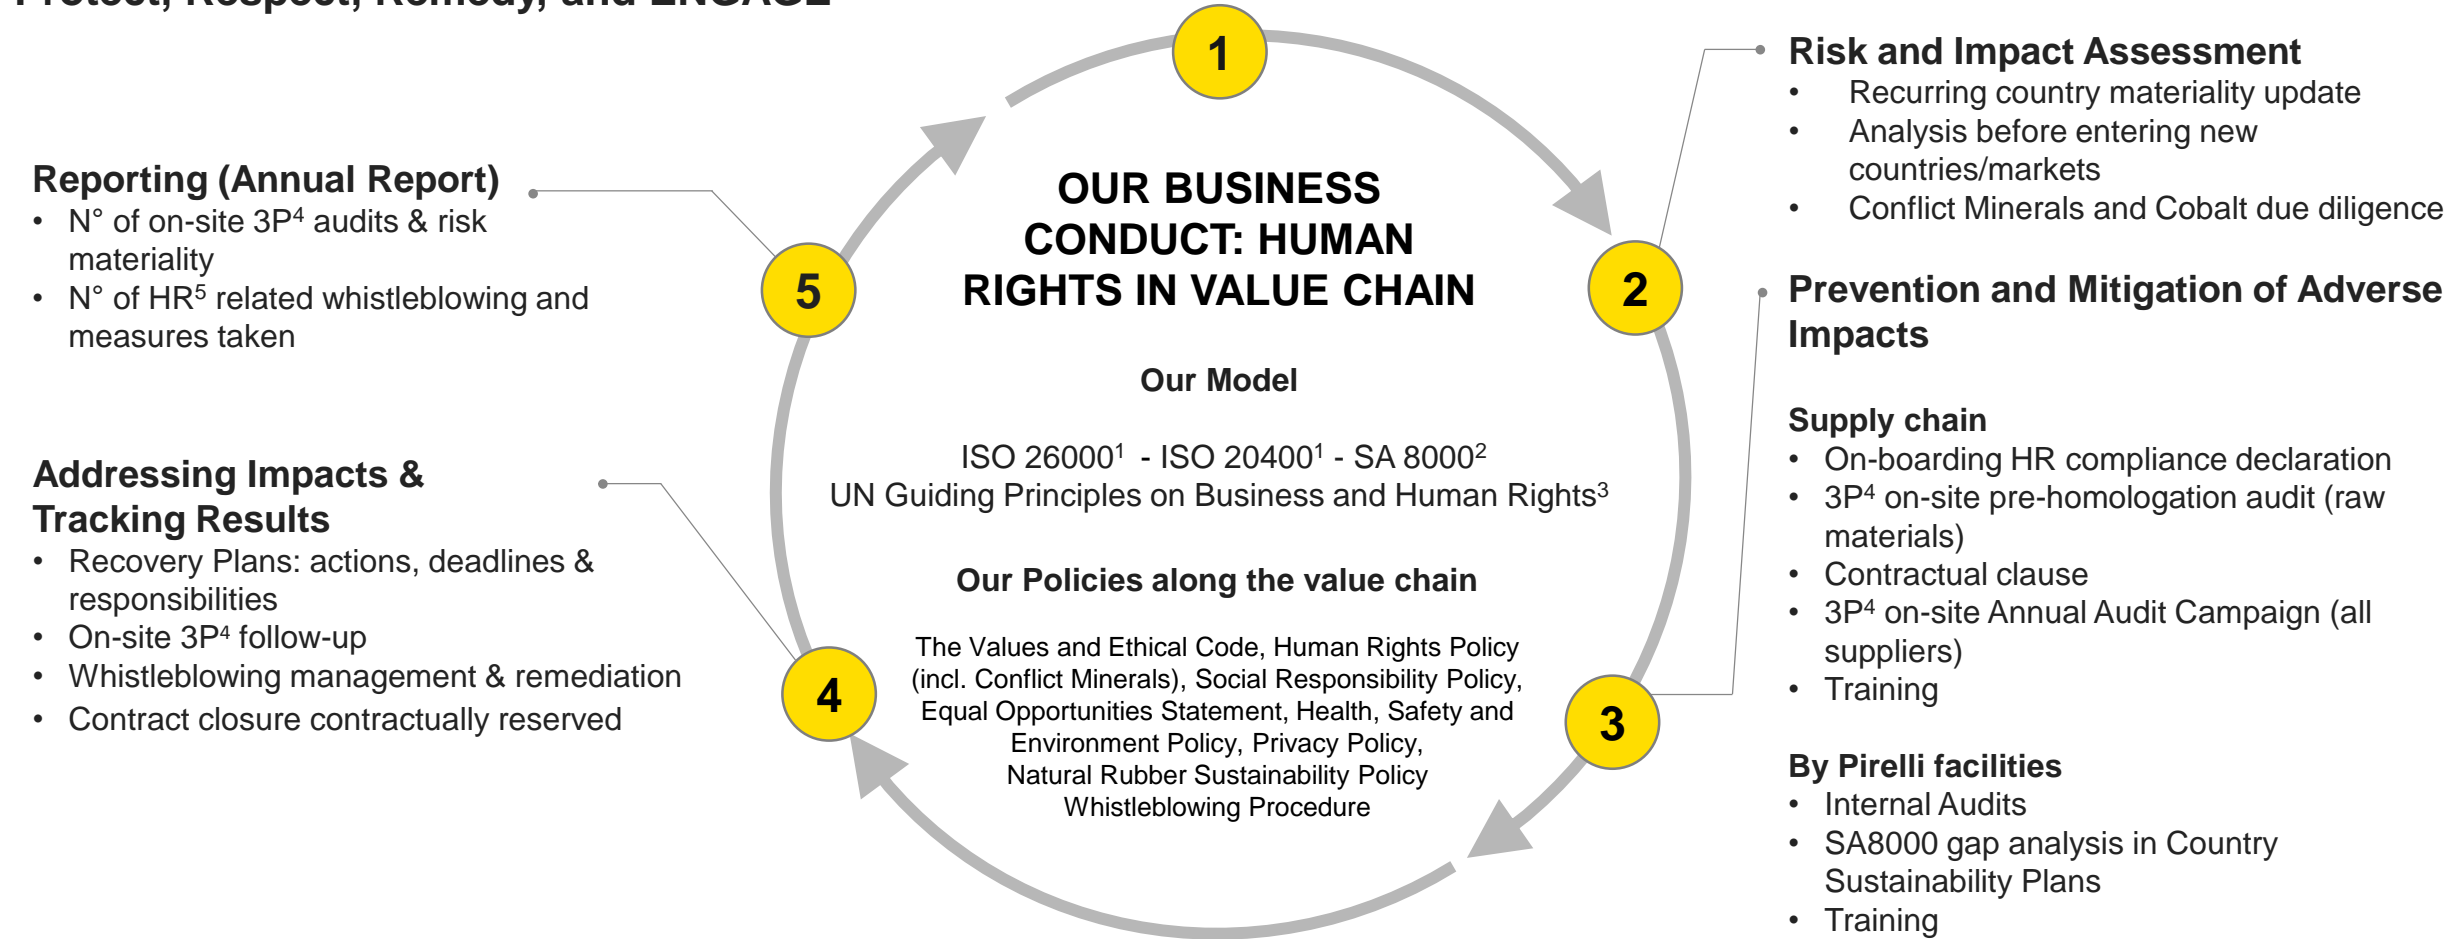 Protect, Respect, Remedy, and ENGAGE
1
OUR BUSINESS
CONDUCT: HUMAN
RIGHTS IN VALUE CHAIN
Our Model
ISO 26000¹ - ISO 20400¹ - SA 8000²
UN Guiding Principles on Business and Human Rights³
Our Policies along the value chain
The Values and Ethical Code, Human Rights Policy
(incl. Conflict Minerals), Social Responsibility Policy,
Equal Opportunities Statement, Health, Safety and
Environment Policy, Privacy Policy,
Natural Rubber Sustainability Policy
Whistleblowing Procedure
2
Risk and Impact Assessment
• Recurring country materiality update
• Analysis before entering new
countries/markets
• Conflict Minerals and Cobalt due diligence
3
Prevention and Mitigation of Adverse
Impacts
Supply chain
• On-boarding HR compliance declaration
• 3P⁴ on-site pre-homologation audit (raw
materials)
• Contractual clause
• 3P⁴ on-site Annual Audit Campaign (all
suppliers)
• Training
By Pirelli facilities
• Internal Audits
• SA8000 gap analysis in Country
Sustainability Plans
• Training
4
Addressing Impacts &
Tracking Results
• Recovery Plans: actions, deadlines &
responsibilities
• On-site 3P⁴ follow-up
• Whistleblowing management & remediation
• Contract closure contractually reserved
5
Reporting (Annual Report)
• N° of on-site 3P⁴ audits & risk
materiality
• N° of HR⁵ related whistleblowing and
measures taken